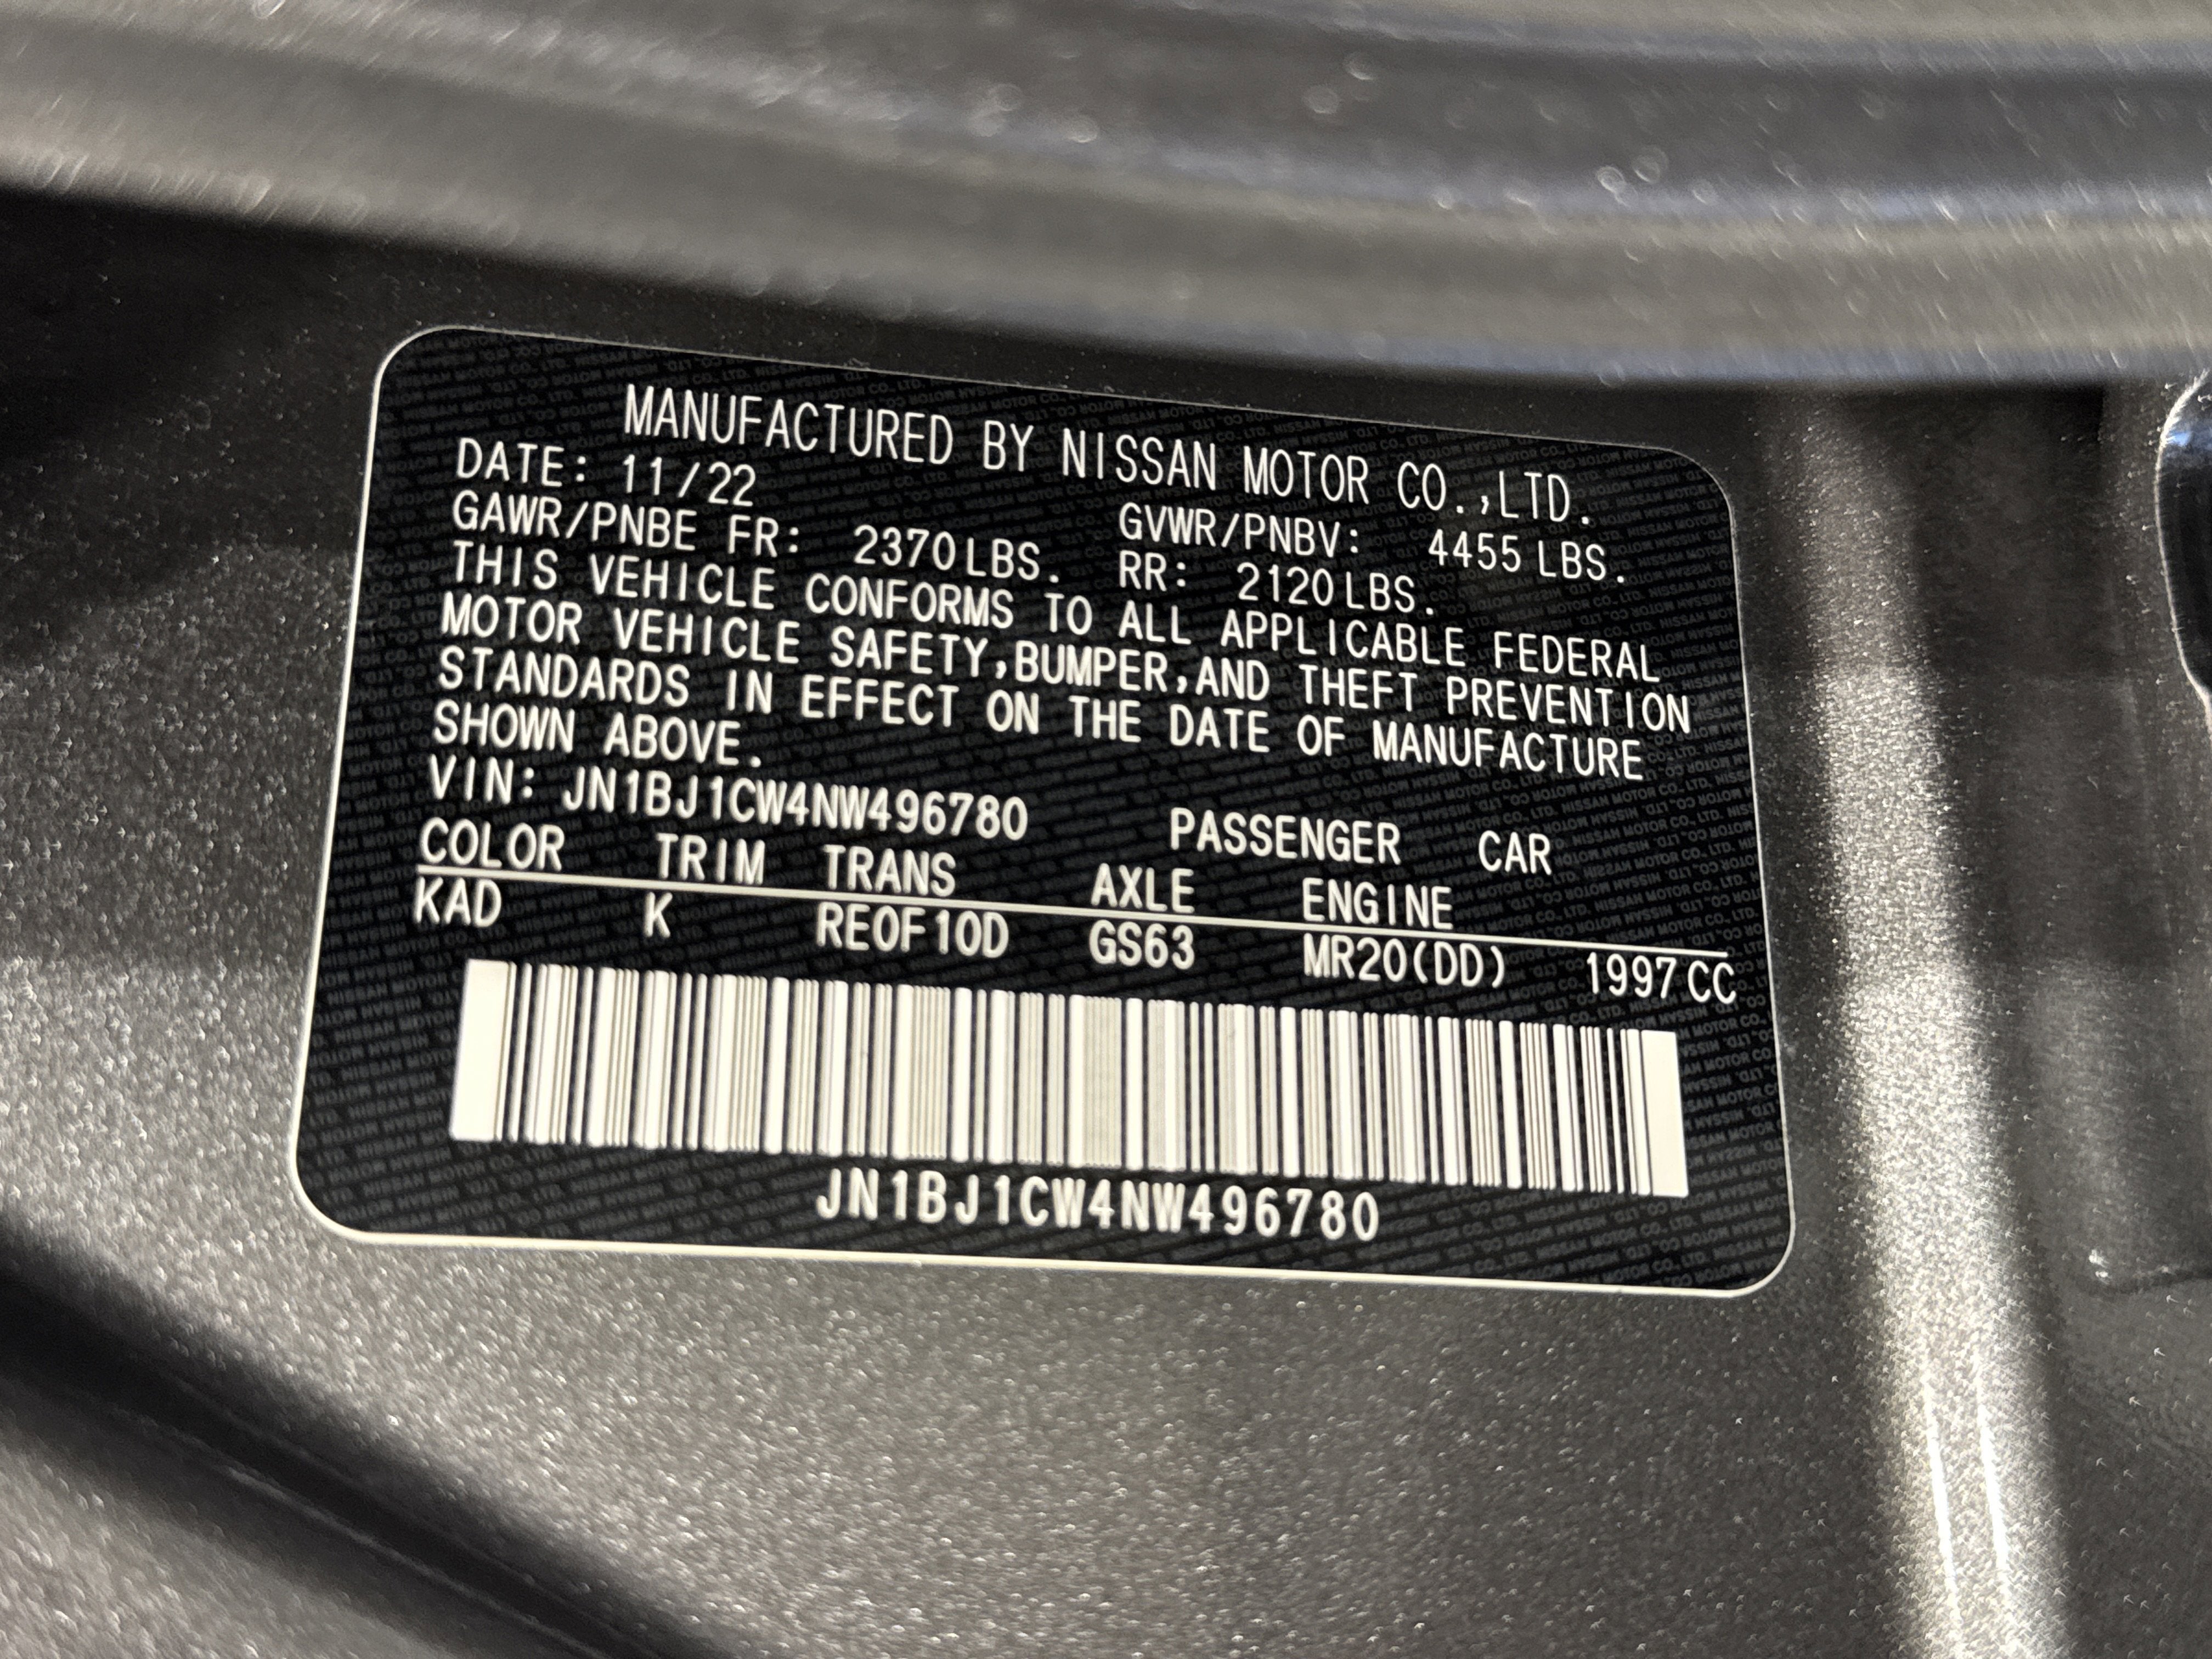 MANUFACTURED BY NISSAN MOTOR CO.,LTD.
DATE: 11/22 GVWR/PNBV: 4455 LBS.
GAWR/PNBE FR: 2370 LBS. RR: 2120 LBS.
THIS VEHICLE CONFORMS TO ALL APPLICABLE FEDERAL
MOTOR VEHICLE SAFETY,BUMPER,AND THEFT PREVENTION
STANDARDS IN EFFECT ON THE DATE OF MANUFACTURE
SHOWN ABOVE.
VIN: JN1BJ1CW4NW496780 PASSENGER CAR
COLOR TRIM TRANS AXLE ENGINE
KAD K RE0F10D GS63 MR20(DD) 1997 CC
JN1BJ1CW4NW496780